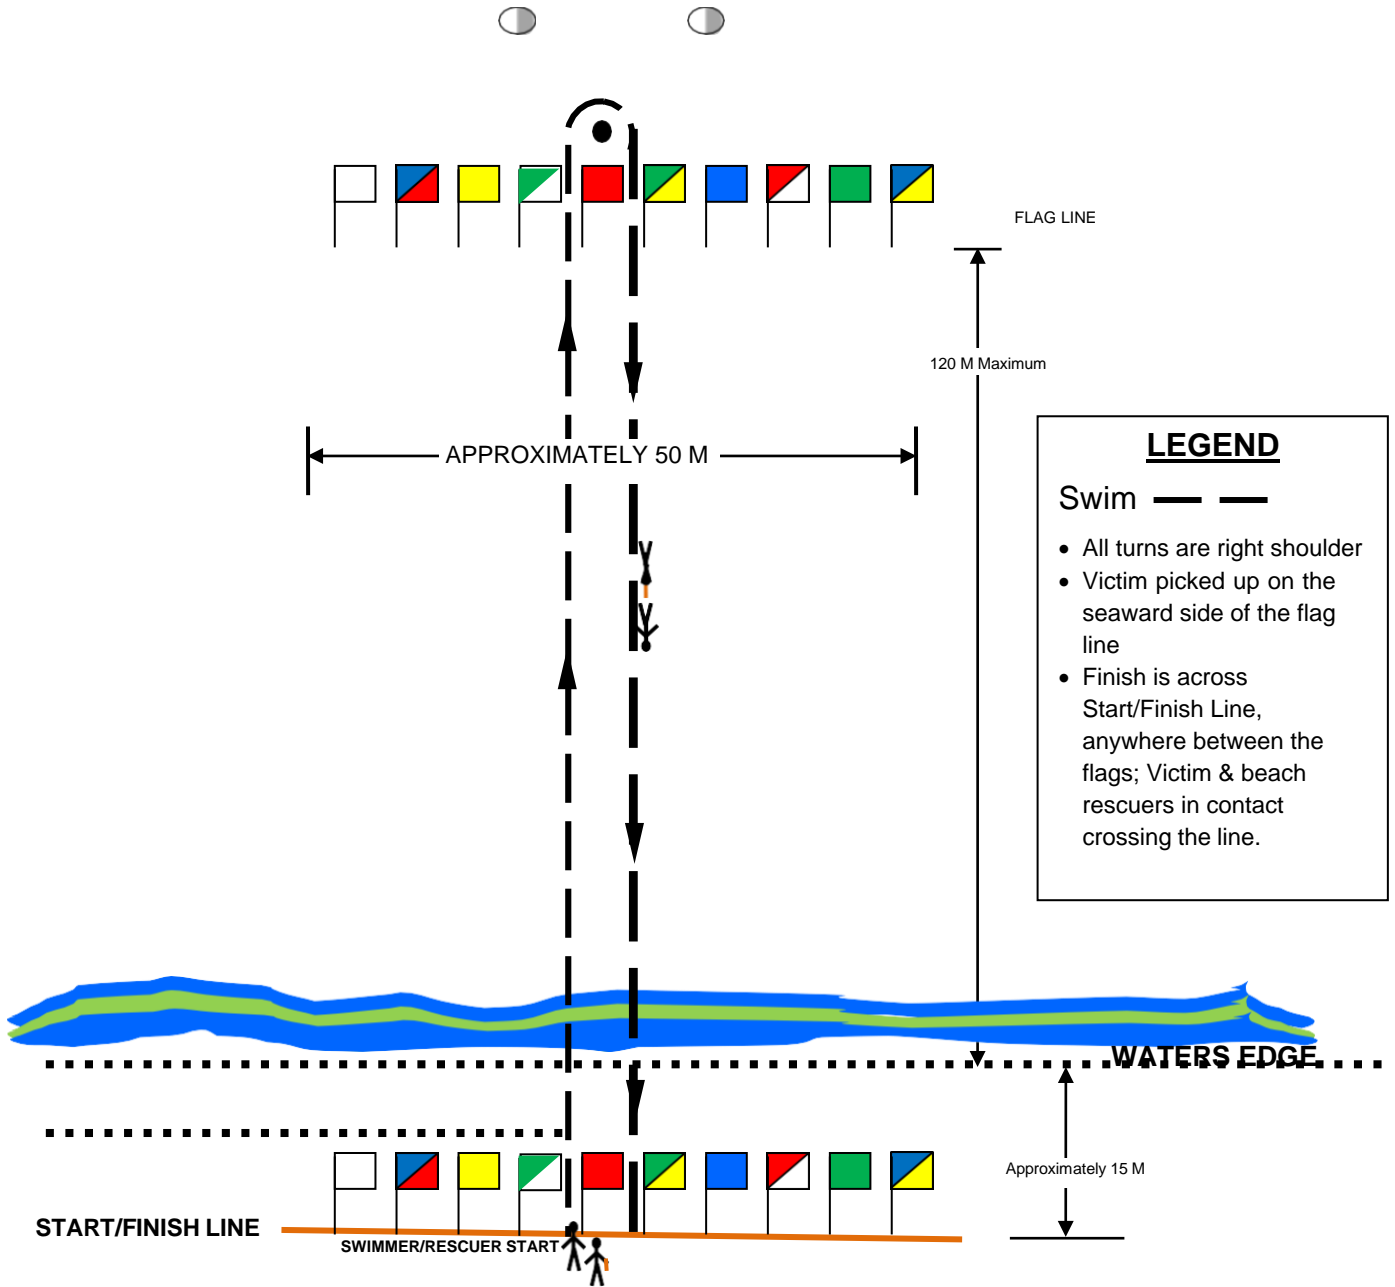 FLAG LINE
120 M Maximum
APPROXIMATELY 50 M
LEGEND
Swim
• All turns are right shoulder
• Victim picked up on the
seaward side of the flag
line
• Finish is across
Start/Finish Line,
anywhere between the
flags; Victim & beach
rescuers in contact
crossing the line.
WATERS EDGE
Approximately 15 M
START/FINISH LINE
SWIMMER/RESCUER START